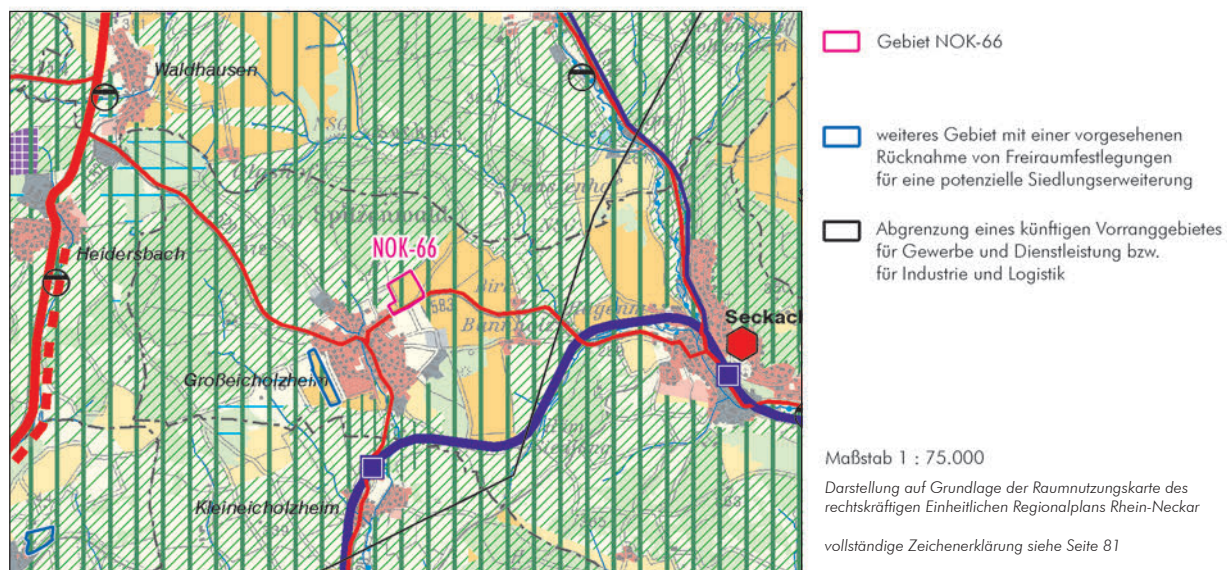 Waldhausen
Heidersbach
NOK-66
583
Großeicholzheim
Kleineicholzheim
Seckach
Gebiet NOK-66
weiteres Gebiet mit einer vorgesehenen
Rücknahme von Freiraumfestlegungen
für eine potenzielle Siedlungserweiterung
Abgrenzung eines künftigen Vorranggebietes
für Gewerbe und Dienstleistung bzw.
für Industrie und Logistik
Maßstab 1 : 75.000
Darstellung auf Grundlage der Raumnutzungskarte des
rechtskräftigen Einheitlichen Regionalplans Rhein-Neckar
vollständige Zeichenerklärung siehe Seite 81